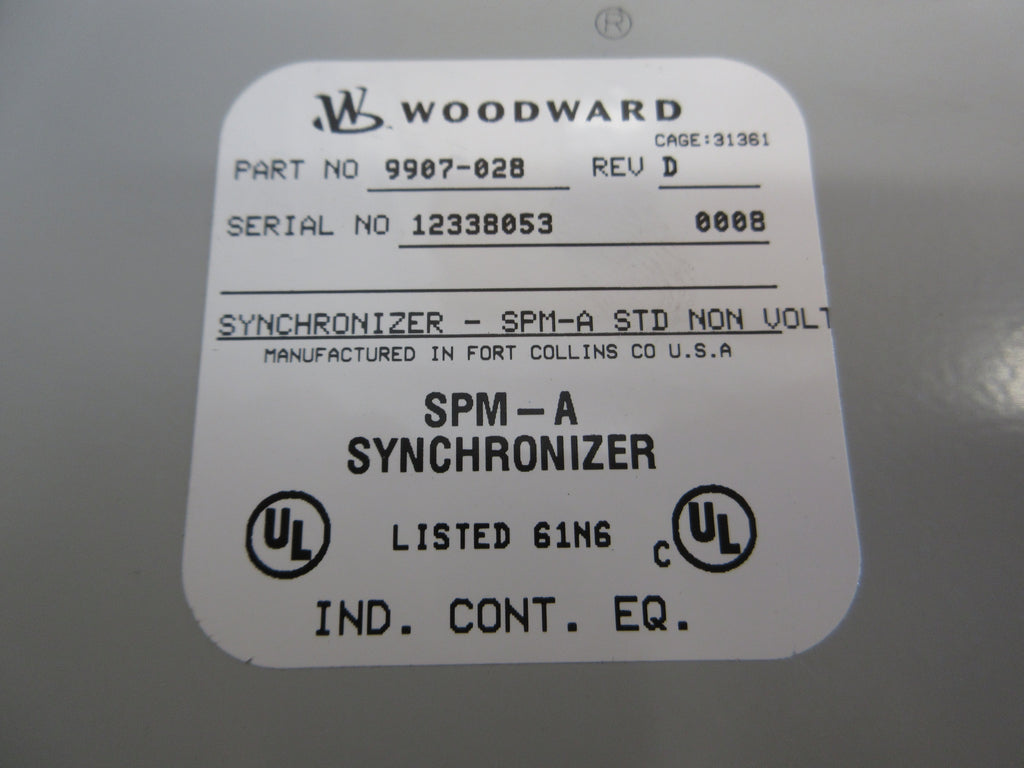 ®
WOODWARD
CAGE:31361
PART NO 9907-028 REV D
SERIAL NO 12338053 0008
SYNCHRONIZER - SPM-A STD NON VOLT
MANUFACTURED IN FORT COLLINS CO U.S.A
SPM-A
SYNCHRONIZER
UL LISTED 61N6 C UL
IND. CONT. EQ.